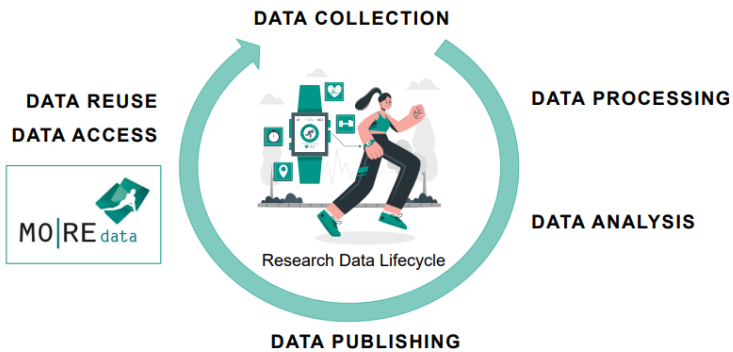 DATA COLLECTION
DATA PROCESSING
DATA ANALYSIS
DATA PUBLISHING
DATA REUSE
DATA ACCESS
MO|RE data
Research Data Lifecycle